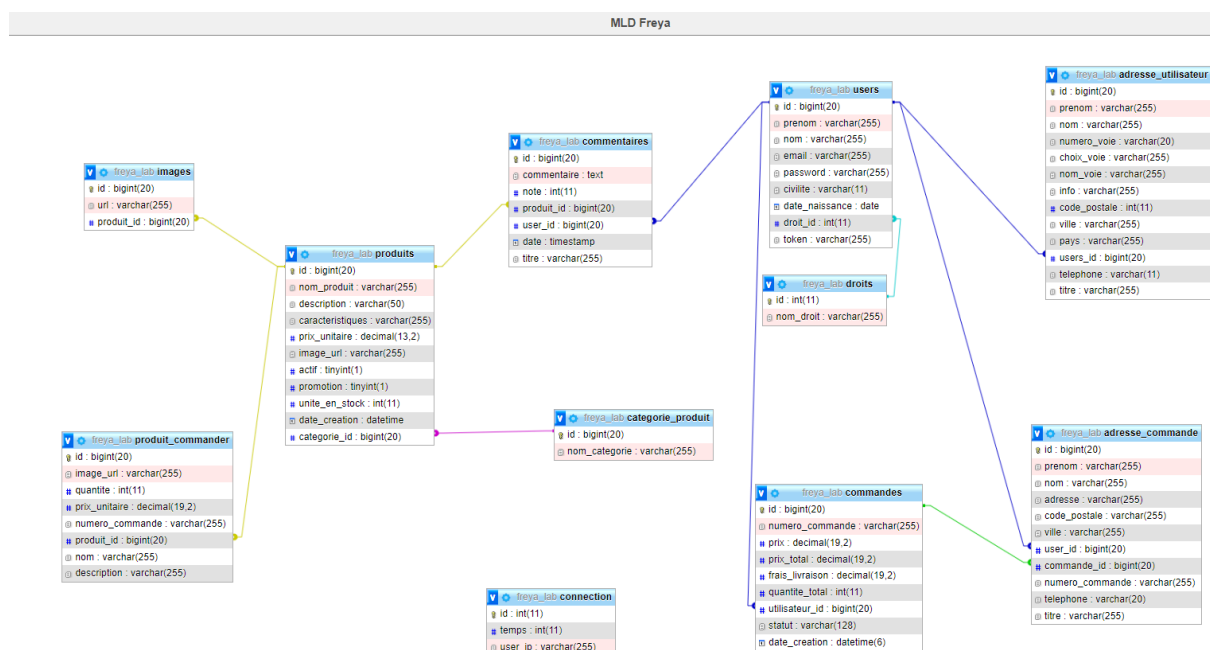 MLD Freya
freya_lab images
id : bigint(20)
url : varchar(255)
produit_id : bigint(20)
freya_lab produits
id : bigint(20)
nom_produit : varchar(255)
description : varchar(50)
caracteristiques : varchar(255)
prix_unitaire : decimal(13,2)
image_url : varchar(255)
actif : tinyint(1)
promotion : tinyint(1)
unite_en_stock : int(11)
date_creation : datetime
categorie_id : bigint(20)
freya_lab produit_commander
id : bigint(20)
image_url : varchar(255)
quantite : int(11)
prix_unitaire : decimal(19,2)
numero_commande : varchar(255)
produit_id : bigint(20)
nom : varchar(255)
description : varchar(255)
freya_lab commentaires
id : bigint(20)
commentaire : text
note : int(11)
produit_id : bigint(20)
user_id : bigint(20)
date : timestamp
titre : varchar(255)
freya_lab categorie_produit
id : bigint(20)
nom_categorie : varchar(255)
freya_lab connection
id : int(11)
temps : int(11)
user_ip : varchar(255)
freya_lab users
id : bigint(20)
prenom : varchar(255)
nom : varchar(255)
email : varchar(255)
password : varchar(255)
civilite : varchar(11)
date_naissance : date
droit_id : int(11)
token : varchar(255)
freya_lab droits
id : int(11)
nom_droit : varchar(255)
freya_lab commandes
id : bigint(20)
numero_commande : varchar(255)
prix : decimal(19,2)
prix_total : decimal(19,2)
frais_livraison : decimal(19,2)
quantite_total : int(11)
utilisateur_id : bigint(20)
statut : varchar(128)
date_creation : datetime(6)
freya_lab adresse_utilisateur
id : bigint(20)
prenom : varchar(255)
nom : varchar(255)
numero_voie : varchar(20)
choix_voie : varchar(255)
nom_voie : varchar(255)
info : varchar(255)
code_postale : int(11)
ville : varchar(255)
pays : varchar(255)
users_id : bigint(20)
telephone : varchar(11)
titre : varchar(255)
freya_lab adresse_commande
id : bigint(20)
prenom : varchar(255)
nom : varchar(255)
adresse : varchar(255)
code_postale : varchar(255)
ville : varchar(255)
user_id : bigint(20)
commande_id : bigint(20)
numero_commande : varchar(255)
telephone : varchar(20)
titre : varchar(255)